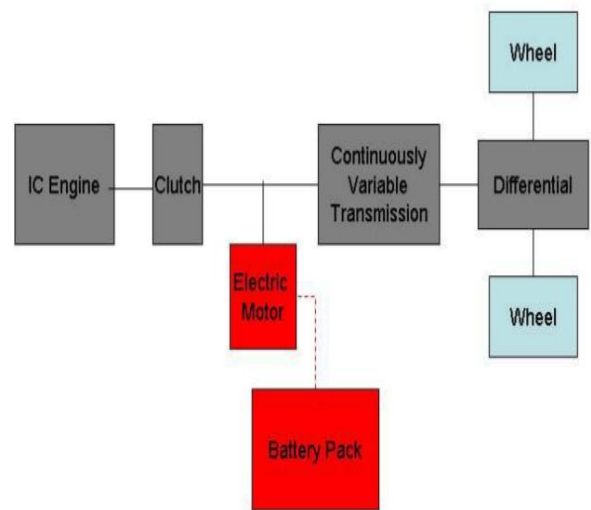 Wheel
IC Engine
Clutch
Continuously
Variable
Transmission
Differential
Electric
Motor
Wheel
Battery Pack